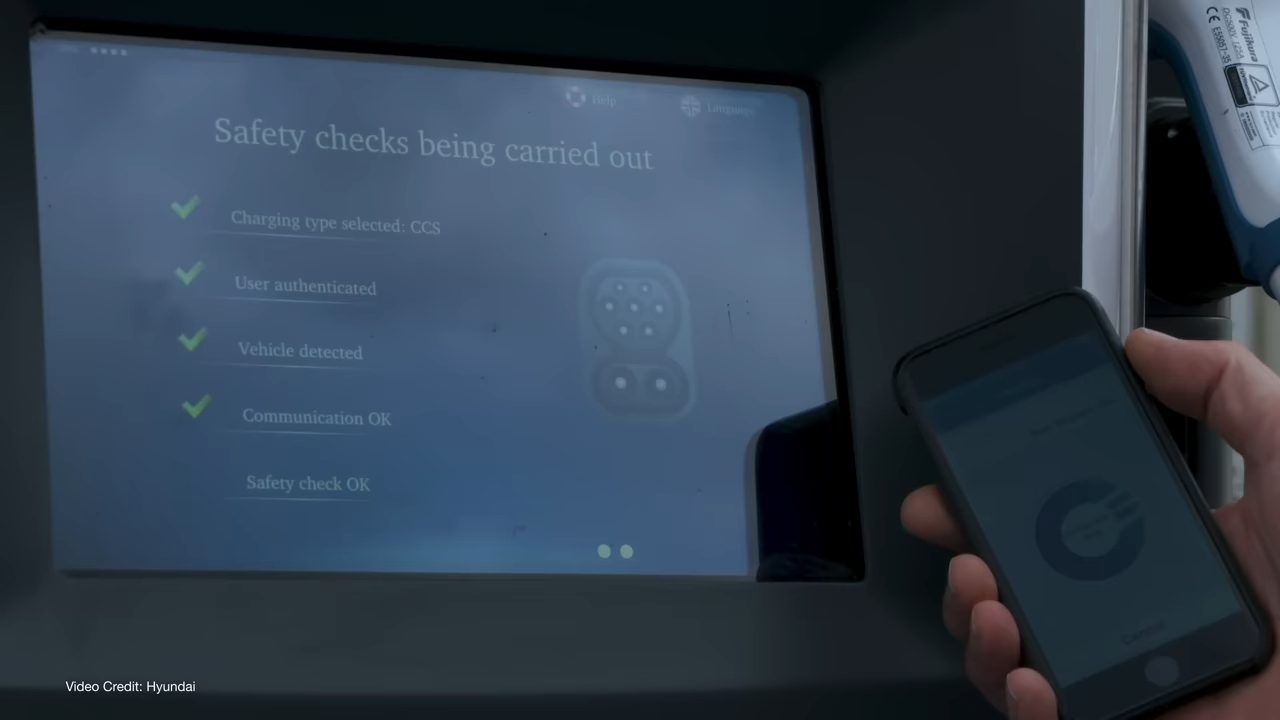 Help
Language
Safety checks being carried out
Charging type selected: CCS
User authenticated
Vehicle detected
Communication OK
Safety check OK
Fujikura
Cancel
Video Credit: Hyundai